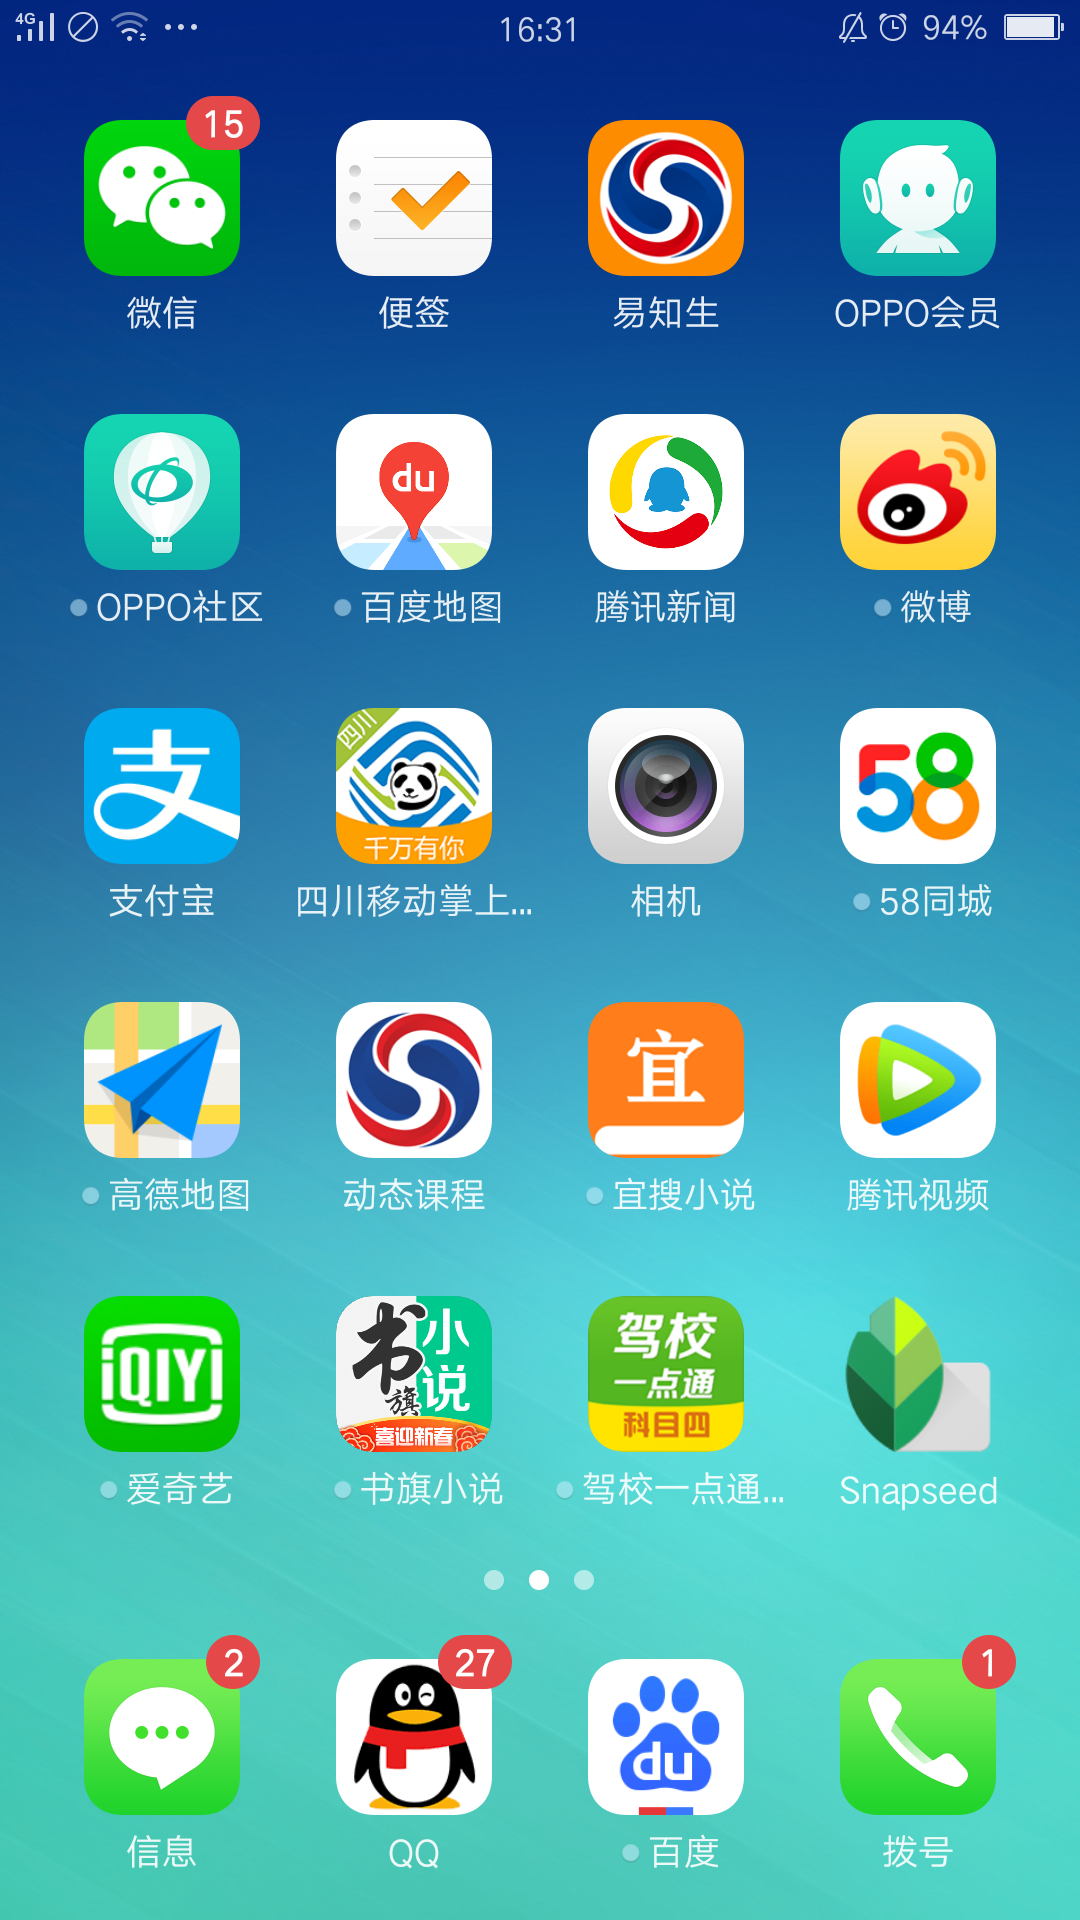 4G 16:31 94%
15
微信 便签 易知生 OPPO会员
du
OPPO社区 百度地图 腾讯新闻 微博
支 四川 千万有你 58
支付宝 四川移动掌上... 相机 58同城
宜
高德地图 动态课程 宜搜小说 腾讯视频
iQIYI 书旗小说 喜迎新春 驾校一点通 科目四
爱奇艺 书旗小说 驾校一点通... Snapseed
2 27 1
du
信息 QQ 百度 拨号